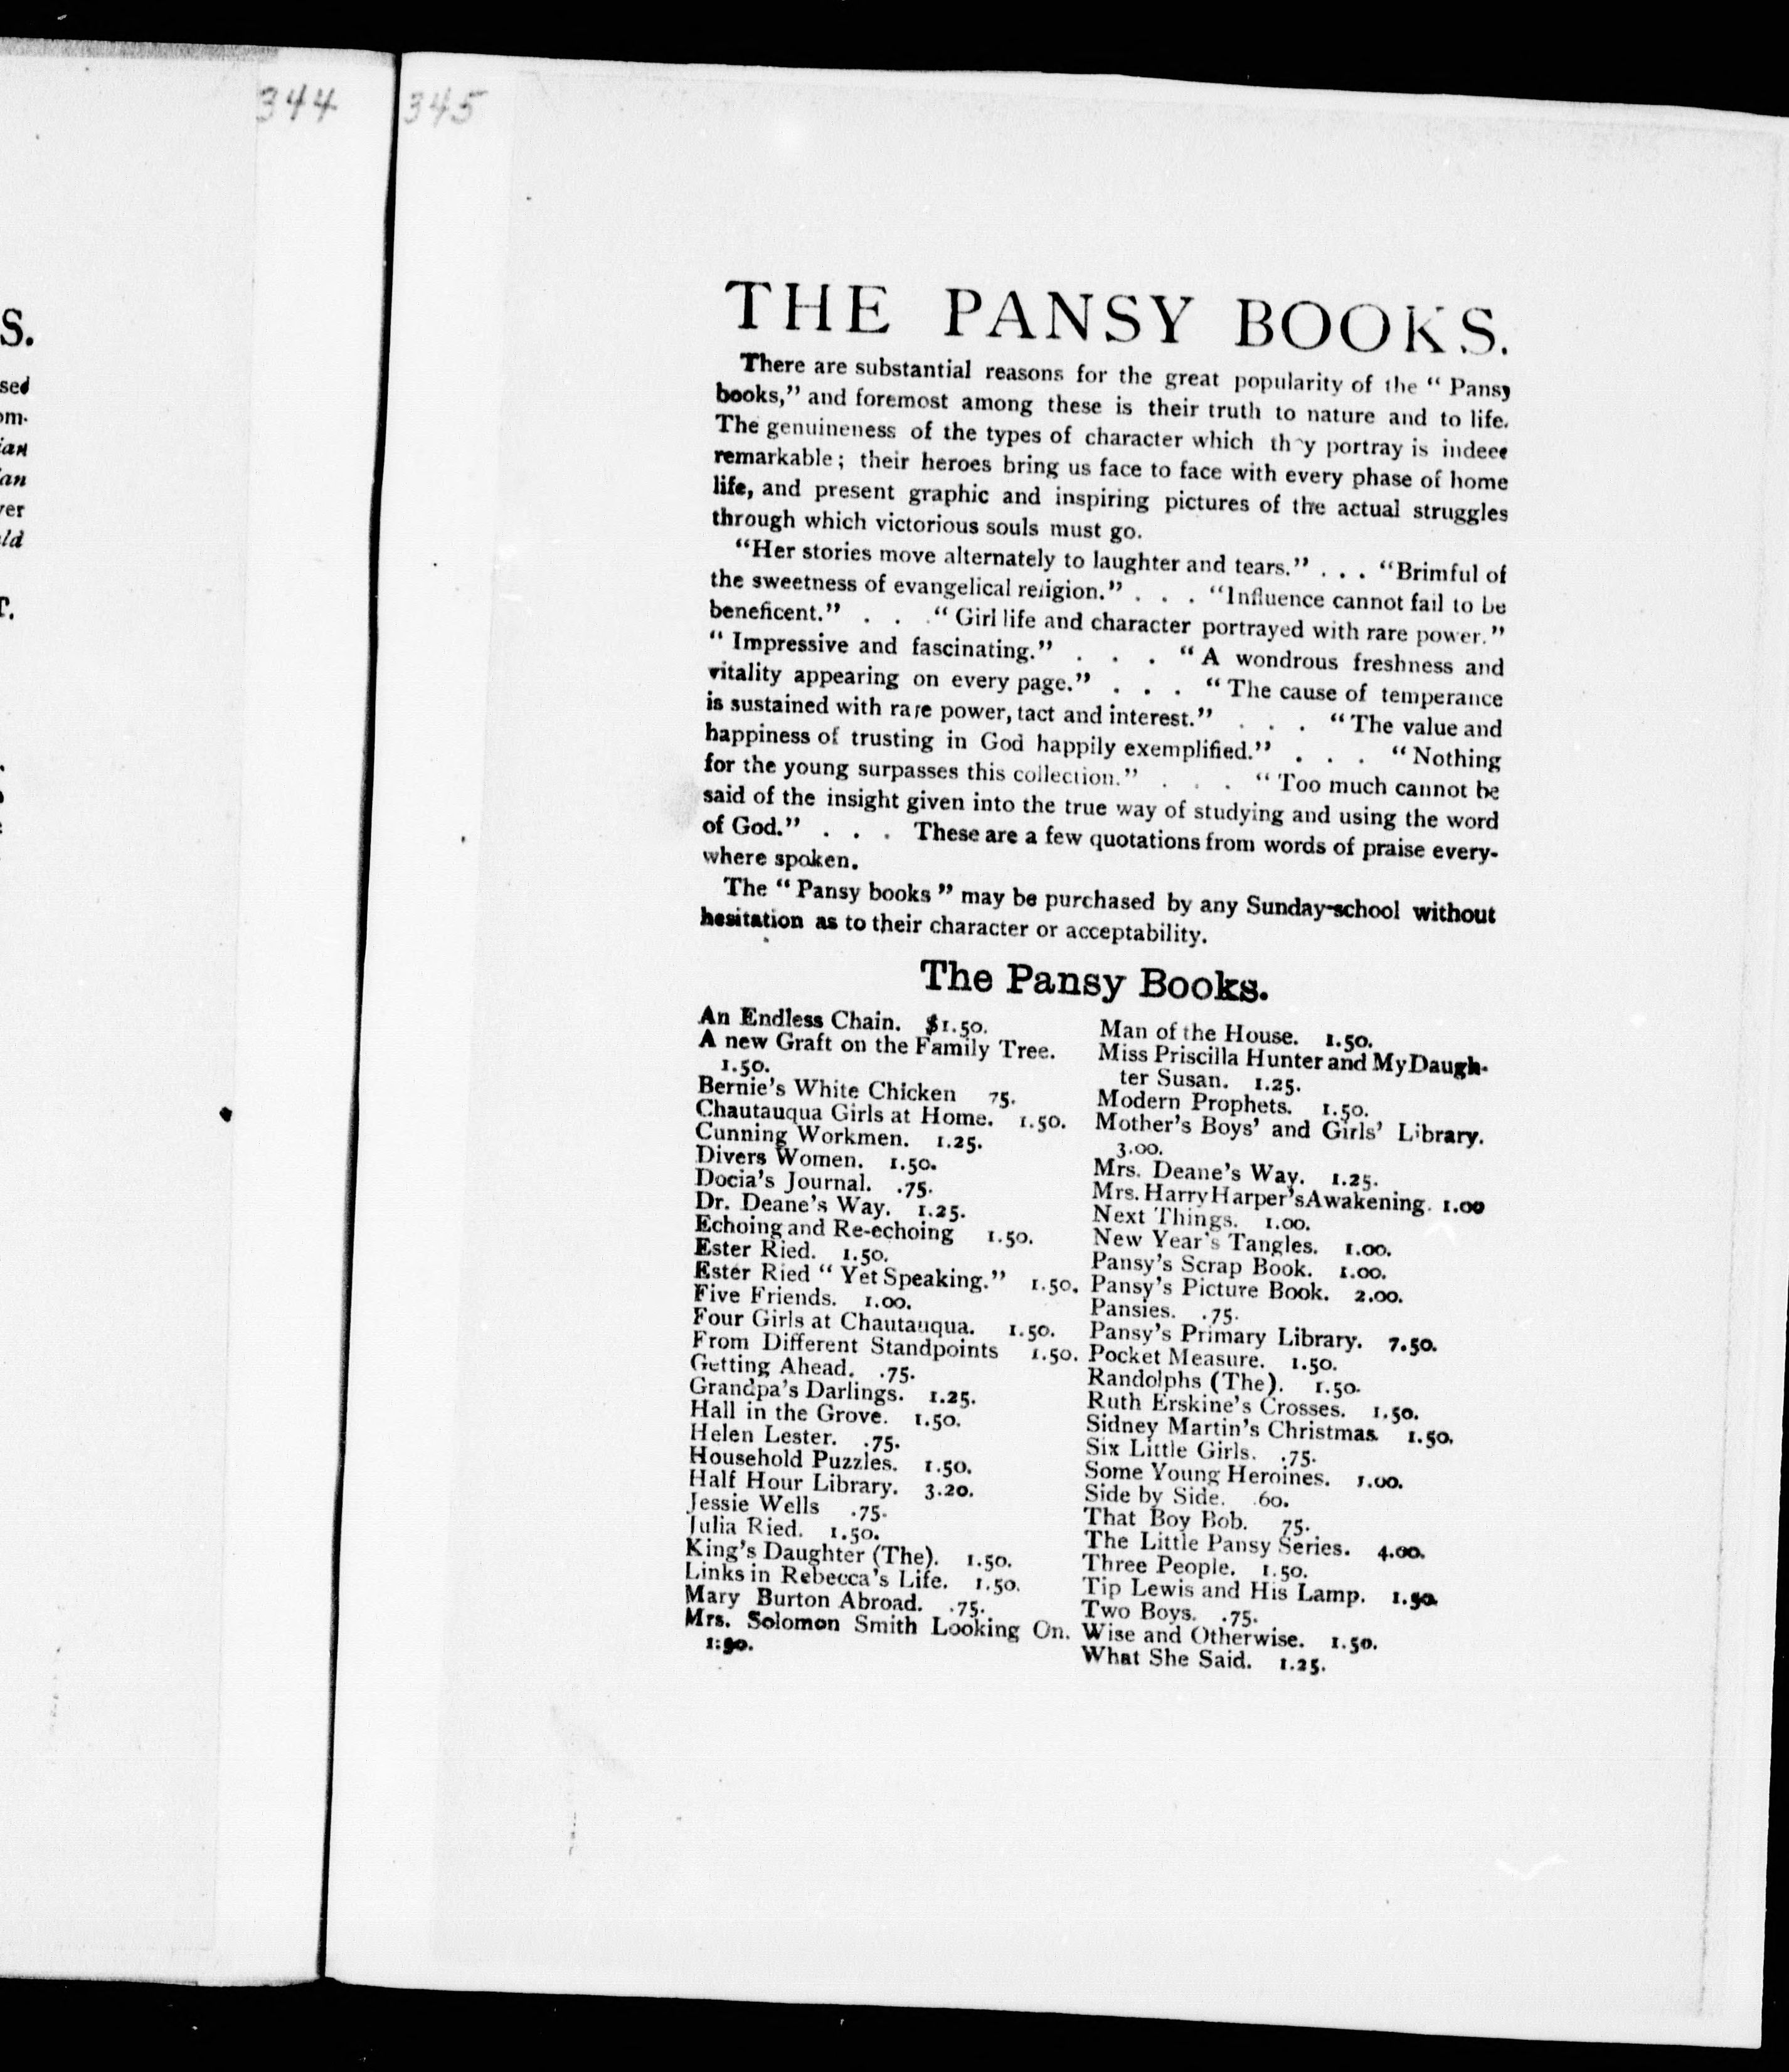 344
345
S.
sed
om-
ian
an
ver
ld
T.
THE PANSY BOOKS.
There are substantial reasons for the great popularity of the “ Pansy
books,” and foremost among these is their truth to nature and to life.
The genuineness of the types of character which th y portray is indeed
remarkable; their heroes bring us face to face with every phase of home
life, and present graphic and inspiring pictures of the actual struggles
through which victorious souls must go.
“Her stories move alternately to laughter and tears.” . . . “Brimful of
the sweetness of evangelical religion.” . . . “Influence cannot fail to be
beneficent.” . . . “ Girl life and character portrayed with rare power.”
“ Impressive and fascinating.” . . . “ A wondrous freshness and
vitality appearing on every page.” . . . “ The cause of temperance
is sustained with rare power, tact and interest.” . . . “ The value and
happiness of trusting in God happily exemplified.” . . . “ Nothing
for the young surpasses this collection.” . . . “ Too much cannot be
said of the insight given into the true way of studying and using the word
of God.” . . . These are a few quotations from words of praise every-
where spoken.
The “ Pansy books ” may be purchased by any Sunday-school without
hesitation as to their character or acceptability.
The Pansy Books.
An Endless Chain. $1.50.
A new Graft on the Family Tree.
1.50.
Bernie’s White Chicken 75.
Chautauqua Girls at Home. 1.50.
Cunning Workmen. 1.25.
Divers Women. 1.50.
Docia’s Journal. .75.
Dr. Deane’s Way. 1.25.
Echoing and Re-echoing 1.50.
Ester Ried. 1.50.
Ester Ried “ Yet Speaking.” 1.50.
Five Friends. 1.00.
Four Girls at Chautauqua. 1.50.
From Different Standpoints 1.50.
Getting Ahead. .75.
Grandpa’s Darlings. 1.25.
Hall in the Grove. 1.50.
Helen Lester. .75.
Household Puzzles. 1.50.
Half Hour Library. 3.20.
Jessie Wells .75.
Julia Ried. 1.50.
King’s Daughter (The). 1.50.
Links in Rebecca’s Life. 1.50.
Mary Burton Abroad. .75.
Mrs. Solomon Smith Looking On.
Man of the House. 1.50.
Miss Priscilla Hunter and My Daugh-
ter Susan. 1.25.
Modern Prophets. 1.50.
Mother’s Boys’ and Girls’ Library.
3.00.
Mrs. Deane’s Way. 1.25.
Mrs. Harry Harper’s Awakening. 1.00
Next Things. 1.00.
New Year’s Tangles. 1.00.
Pansy’s Scrap Book. 1.00.
Pansy’s Picture Book. 2.00.
Pansies. .75.
Pansy’s Primary Library. 7.50.
Pocket Measure. 1.50.
Randolphs (The). 1.50.
Ruth Erskine’s Crosses. 1.50.
Sidney Martin’s Christmas. 1.50.
Six Little Girls. .75.
Some Young Heroines. 1.00.
Side by Side. .60.
That Boy Bob. 75.
The Little Pansy Series. 4.00.
Three People. 1.50.
Tip Lewis and His Lamp. 1.50.
Two Boys. .75.
Wise and Otherwise. 1.50.
What She Said. 1.25.